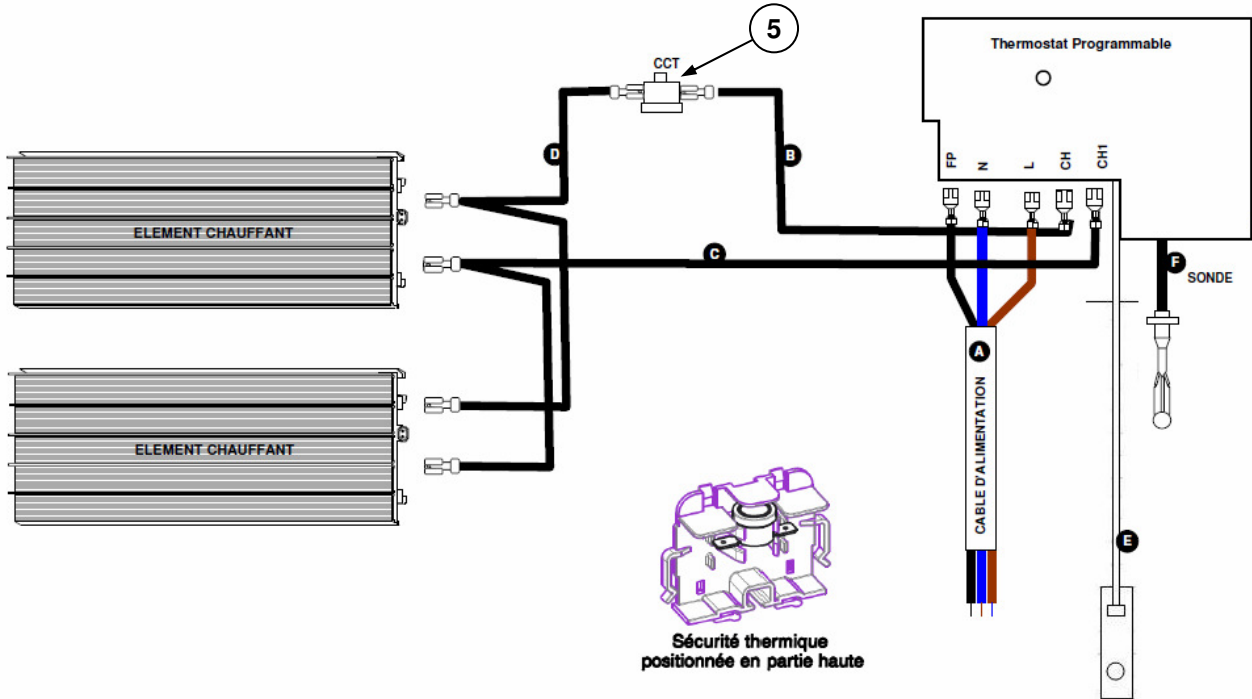 5
CCT
Thermostat Programmable
FP
N
L
CH
CH1
D
B
ELEMENT CHAUFFANT
C
F
SONDE
A
CABLE D'ALIMENTATION
ELEMENT CHAUFFANT
E
Sécurité thermique
positionnée en partie haute